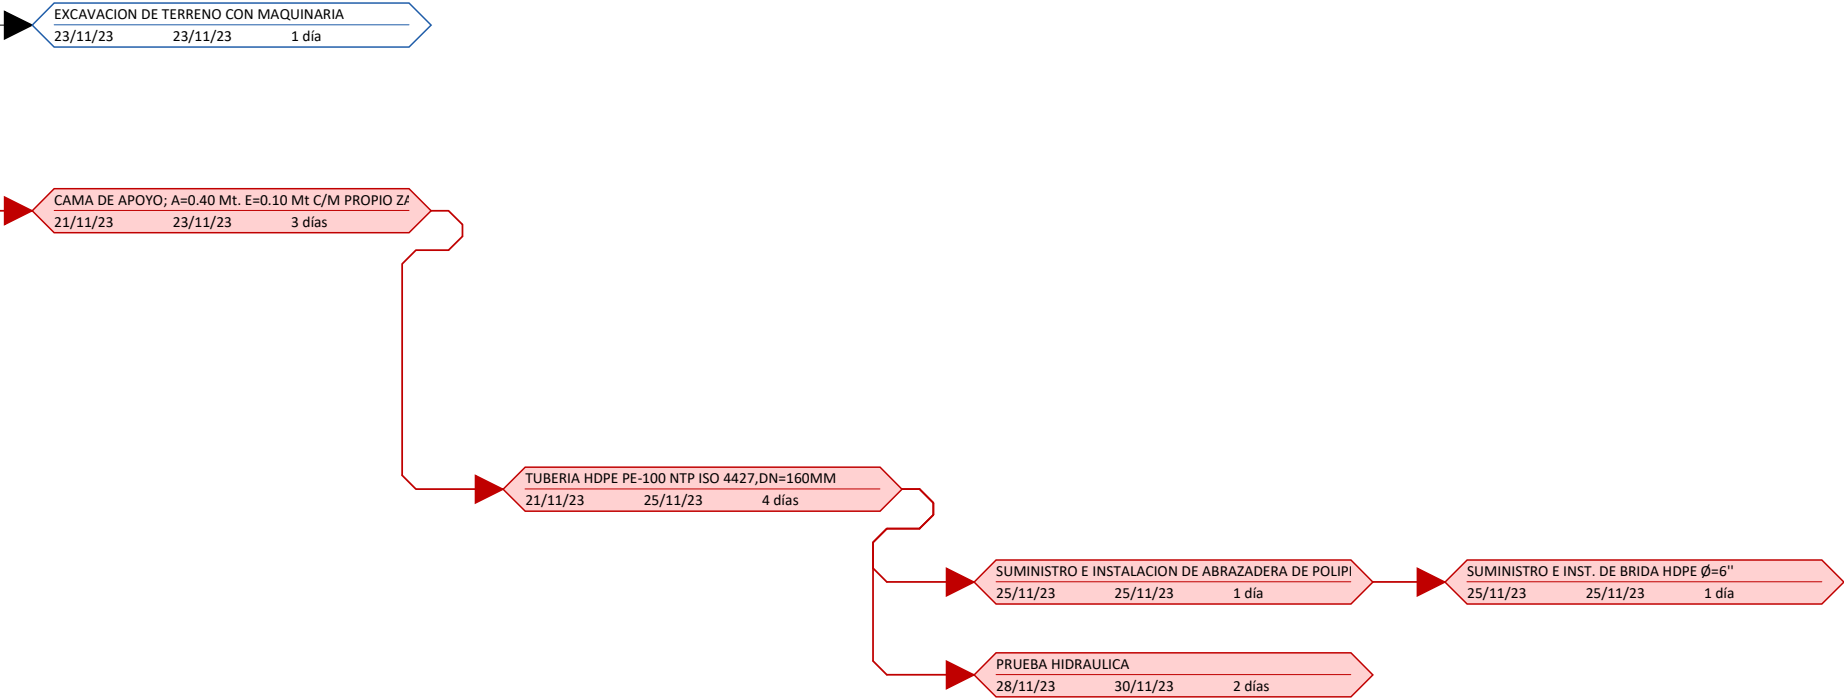 EXCAVACION DE TERRENO CON MAQUINARIA
23/11/23 23/11/23 1 día
CAMA DE APOYO; A=0.40 Mt. E=0.10 Mt C/M PROPIO ZA
21/11/23 23/11/23 3 días
TUBERIA HDPE PE-100 NTP ISO 4427,DN=160MM
21/11/23 25/11/23 4 días
SUMINISTRO E INSTALACION DE ABRAZADERA DE POLIPI
25/11/23 25/11/23 1 día
SUMINISTRO E INST. DE BRIDA HDPE Ø=6''
25/11/23 25/11/23 1 día
PRUEBA HIDRAULICA
28/11/23 30/11/23 2 días